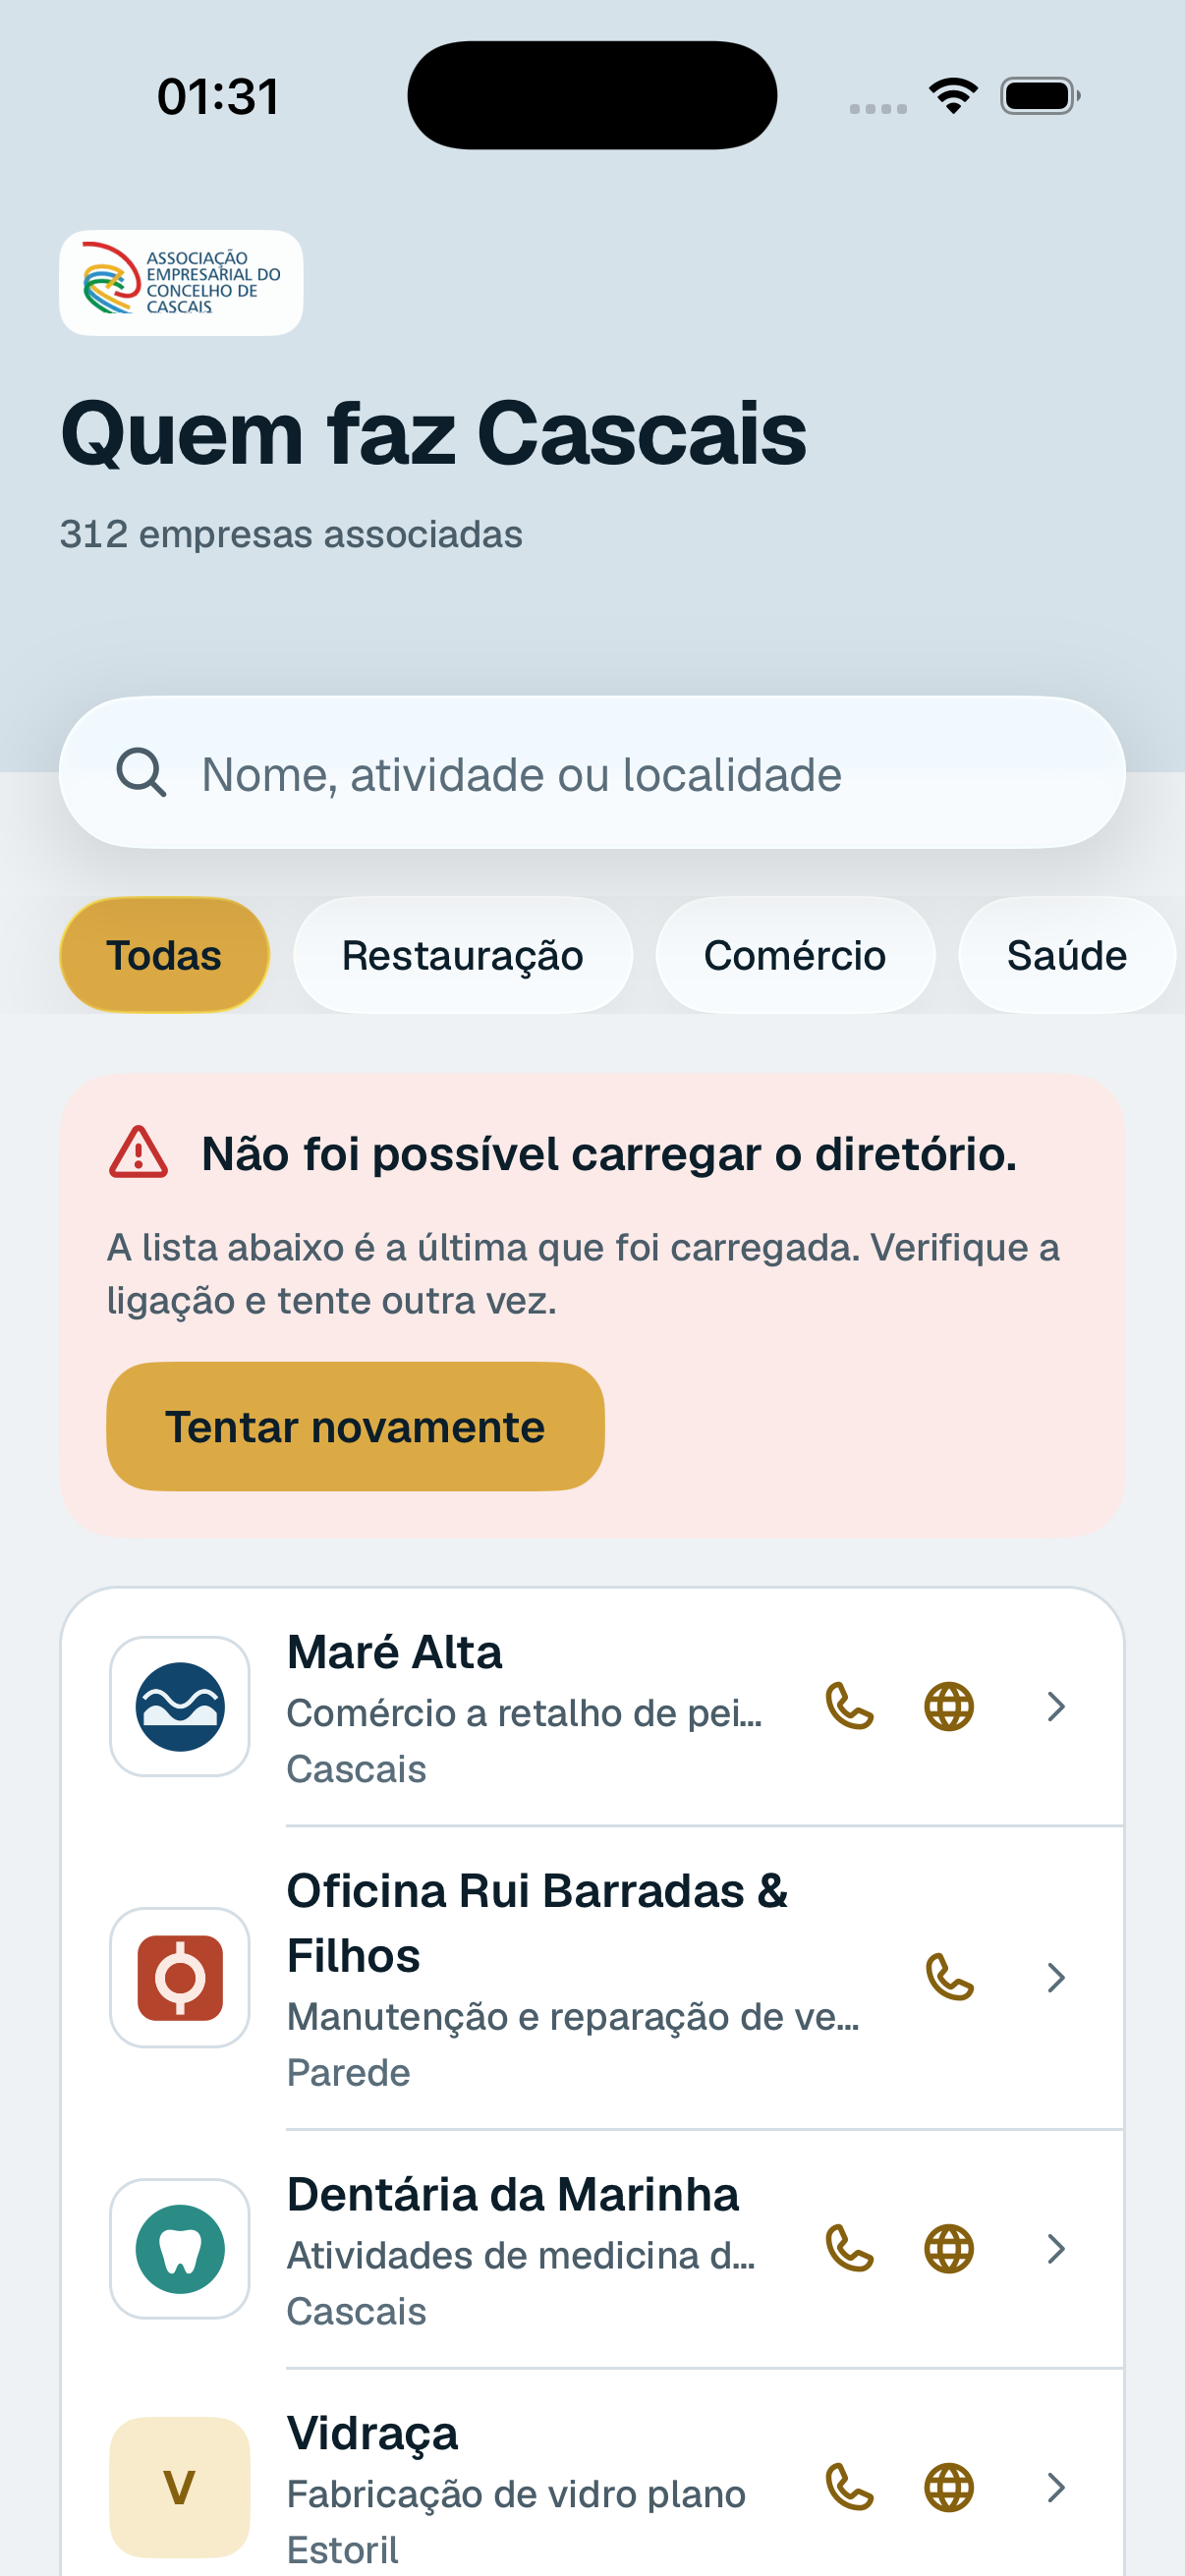 01:31
ASSOCIAÇÃO
EMPRESARIAL DO
CONCELHO DE
CASCAIS
Quem faz Cascais
312 empresas associadas
Nome, atividade ou localidade
Todas
Restauração
Comércio
Saúde
Não foi possível carregar o diretório.
A lista abaixo é a última que foi carregada. Verifique a
ligação e tente outra vez.
Tentar novamente
Maré Alta
Comércio a retalho de pei...
Cascais
Oficina Rui Barradas &
Filhos
Manutenção e reparação de ve...
Parede
Dentária da Marinha
Atividades de medicina d...
Cascais
V
Vidraça
Fabricação de vidro plano
Estoril